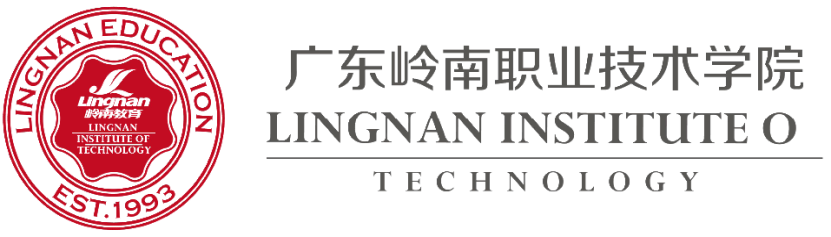 LINGNAN EDUCATION
Lingnan
岭南教育
LINGNAN
INSTITUTE OF
TECHNOLOGY
EST.1993
广东岭南职业技术学院
LINGNAN INSTITUTE O
TECHNOLOGY